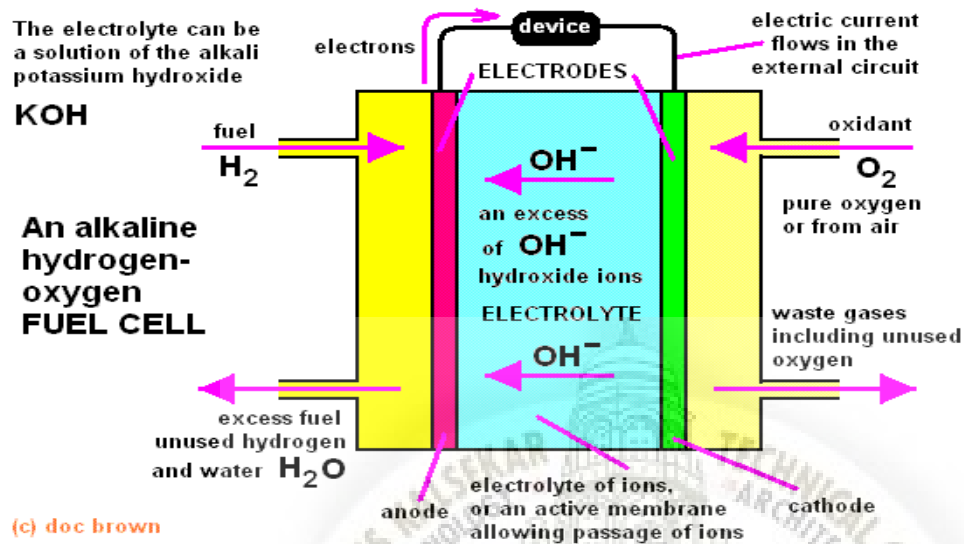 The electrolyte can be
a solution of the alkali
potassium hydroxide
KOH
electrons
device
electric current
flows in the
external circuit
ELECTRODES
fuel
H₂
oxidant
O₂
pure oxygen
or from air
An alkaline
hydrogen-
oxygen
FUEL CELL
OH⁻
an excess
of OH⁻
hydroxide ions
ELECTROLYTE
OH⁻
waste gases
including unused
oxygen
excess fuel
unused hydrogen
and water H₂O
anode
electrolyte of ions,
or an active membrane
allowing passage of ions
cathode
(c) doc brown
KALSEKAR
TECHNICAL